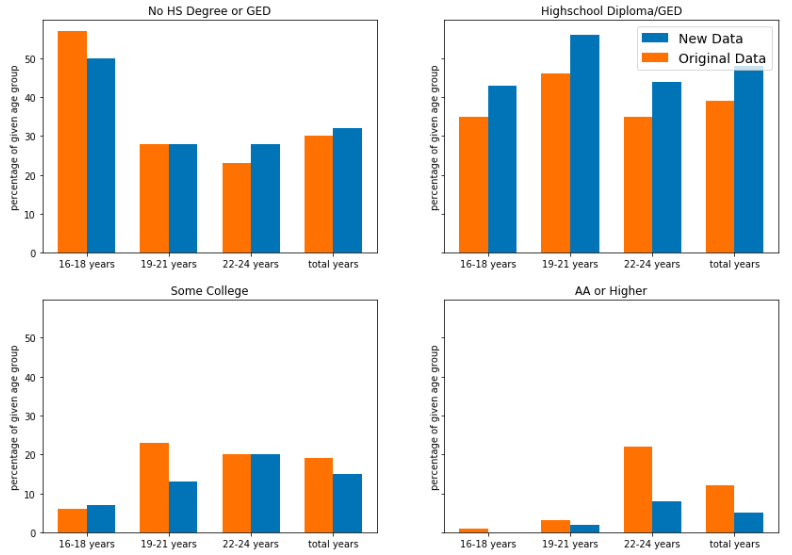 No HS Degree or GED
percentage of given age group
50
40
30
20
10
0
16-18 years 19-21 years 22-24 years total years
Highschool Diploma/GED
New Data
Original Data
percentage of given age group
16-18 years 19-21 years 22-24 years total years
Some College
percentage of given age group
50
40
30
20
10
0
16-18 years 19-21 years 22-24 years total years
AA or Higher
percentage of given age group
16-18 years 19-21 years 22-24 years total years